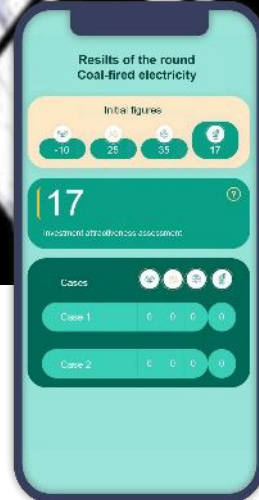 Resilts of the round
Coal-fired electricity
Initial figures
-10 25 35 17
17 ?
Investment attractiveness assessment
Cases
Case 1 0 0 0 0
Case 2 0 0 0 0